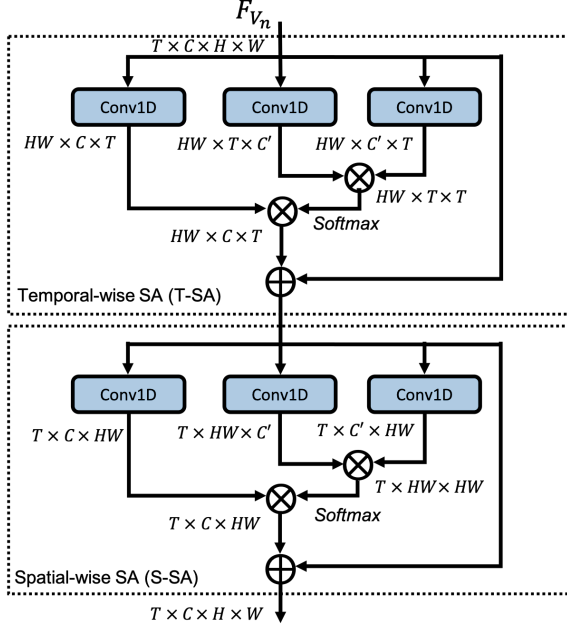 F_{V_n}
T × C × H × W
Conv1D Conv1D Conv1D
HW × C × T HW × T × C′ HW × C′ × T
HW × T × T
Softmax
HW × C × T
Temporal-wise SA (T-SA)
Conv1D Conv1D Conv1D
T × C × HW T × HW × C′ T × C′ × HW
T × HW × HW
Softmax
T × C × HW
Spatial-wise SA (S-SA)
T × C × H × W